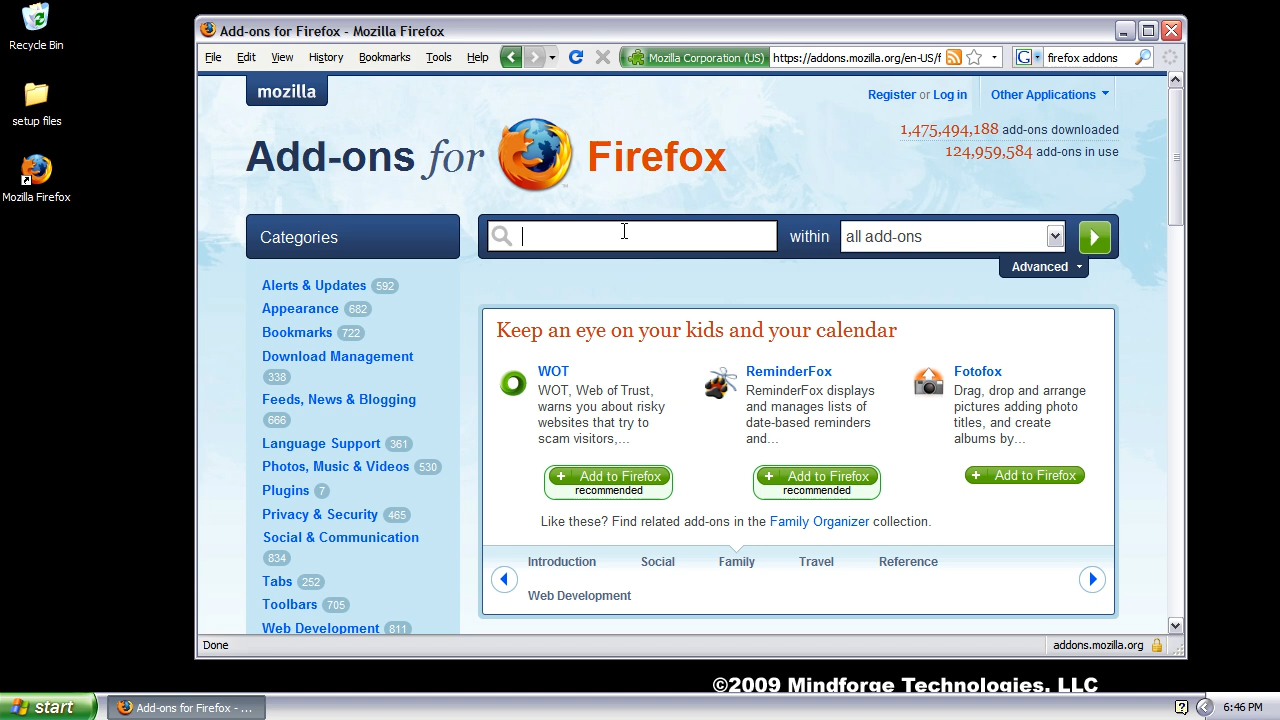 Recycle Bin
setup files
Mozilla Firefox
Add-ons for Firefox - Mozilla Firefox
File Edit View History Bookmarks Tools Help
Mozilla Corporation (US) https://addons.mozilla.org/en-US/f
G firefox addons
mozilla
Register or Log in Other Applications
1,475,494,188 add-ons downloaded
124,959,584 add-ons in use
Add-ons for Firefox
Categories
within all add-ons
Advanced
Alerts & Updates 592
Appearance 682
Bookmarks 722
Download Management
338
Feeds, News & Blogging
666
Language Support 361
Photos, Music & Videos 530
Plugins 7
Privacy & Security 465
Social & Communication
834
Tabs 252
Toolbars 705
Web Development 811
Keep an eye on your kids and your calendar
WOT
WOT, Web of Trust,
warns you about risky
websites that try to
scam visitors,...
+ Add to Firefox
recommended
ReminderFox
ReminderFox displays
and manages lists of
date-based reminders
and...
+ Add to Firefox
recommended
Fotofox
Drag, drop and arrange
pictures adding photo
titles, and create
albums by...
+ Add to Firefox
Like these? Find related add-ons in the Family Organizer collection.
Introduction Social Family Travel Reference
Web Development
Done addons.mozilla.org
©2009 Mindforge Technologies, LLC
start Add-ons for Firefox - ... 6:46 PM